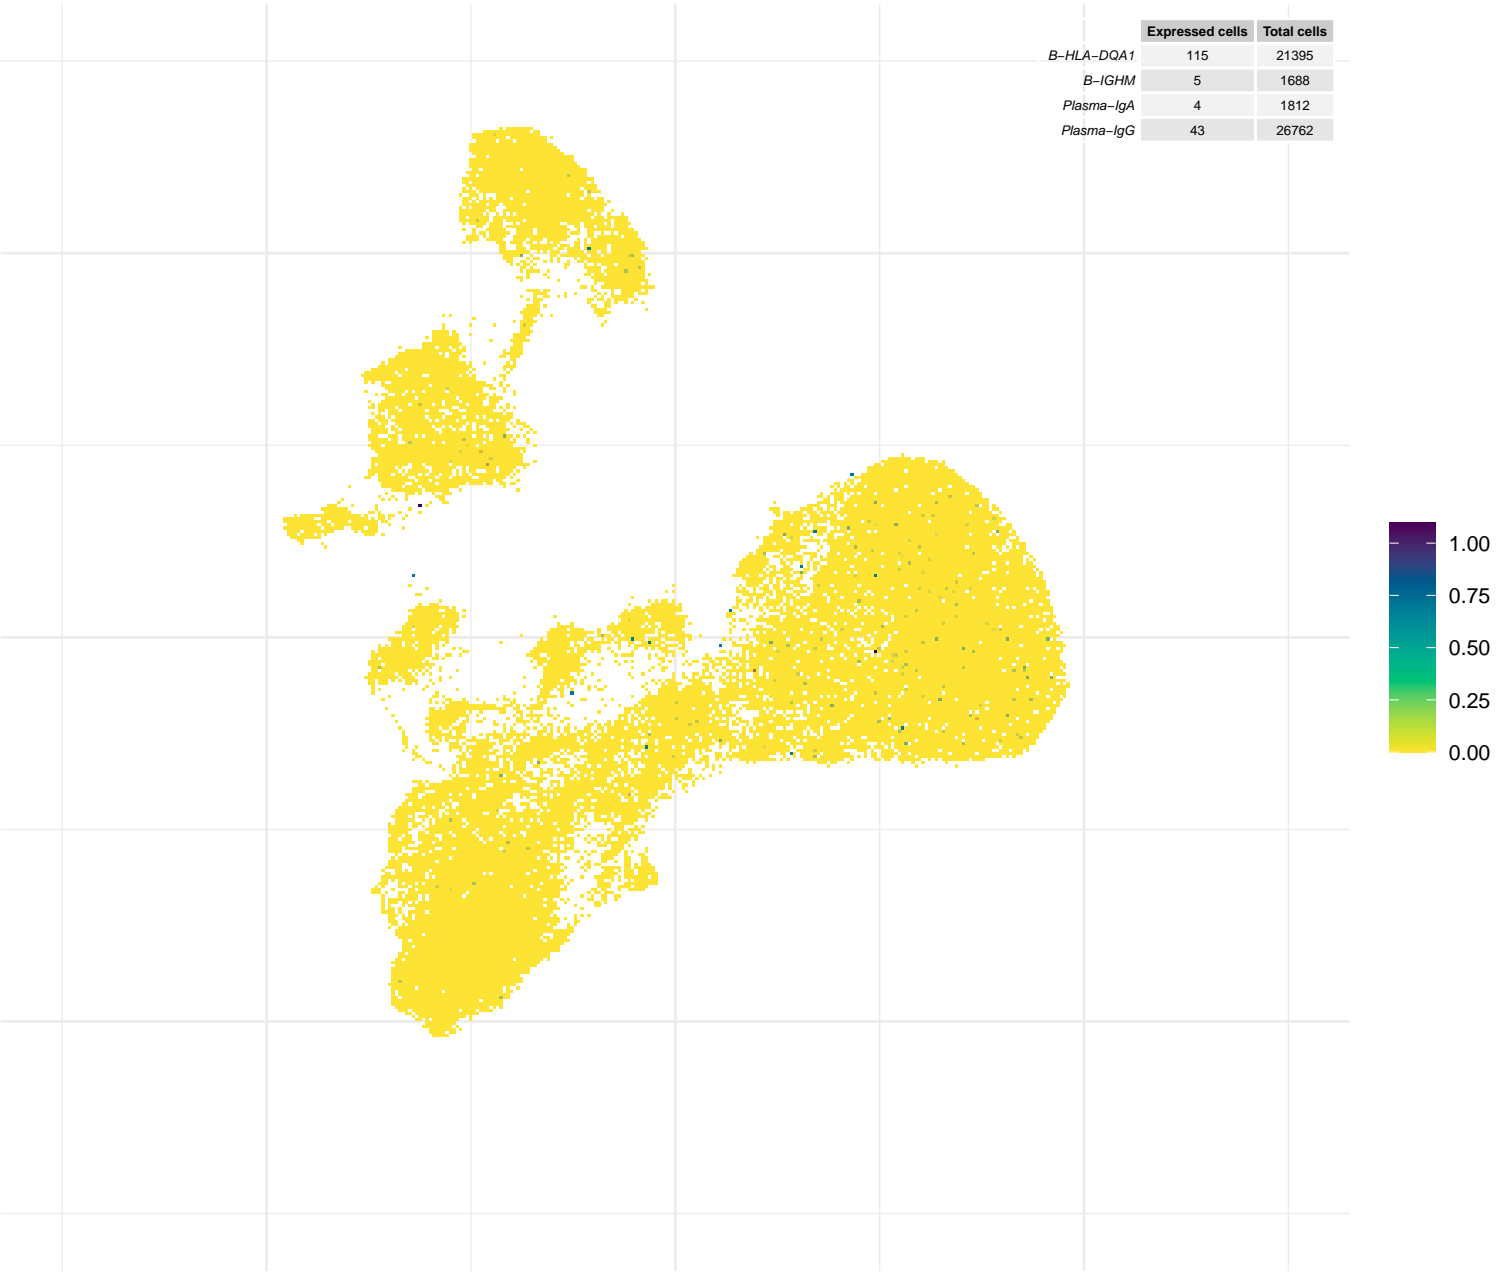 Expressed cells Total cells
B−HLA−DQA1 115 21395
B−IGHM 5 1688
Plasma−IgA 4 1812
Plasma−IgG 43 26762
1.00
0.75
0.50
0.25
0.00